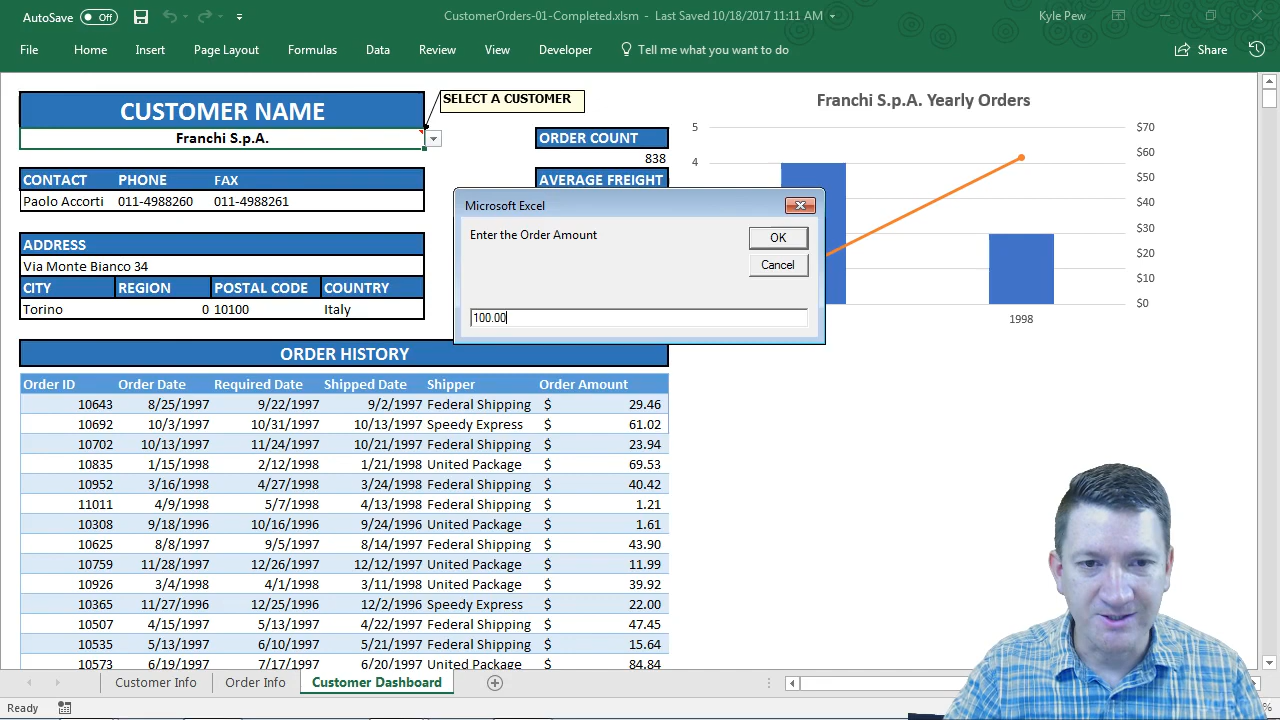 AutoSave Off
CustomerOrders-01-Completed.xlsm - Last Saved 10/18/2017 11:11 AM
Kyle Pew
File Home Insert Page Layout Formulas Data Review View Developer Tell me what you want to do Share
CUSTOMER NAME
SELECT A CUSTOMER
Franchi S.p.A.
ORDER COUNT
838
CONTACT PHONE FAX
AVERAGE FREIGHT
Paolo Accorti 011-4988260 011-4988261
ADDRESS
Via Monte Bianco 34
CITY REGION POSTAL CODE COUNTRY
Torino 0 10100 Italy
Franchi S.p.A. Yearly Orders
5
4
$70
$60
$50
$40
$30
$20
$10
$0
1998
Microsoft Excel
Enter the Order Amount
OK
Cancel
100.00
ORDER HISTORY
Order ID Order Date Required Date Shipped Date Shipper Order Amount
10643 8/25/1997 9/22/1997 9/2/1997 Federal Shipping $ 29.46
10692 10/3/1997 10/31/1997 10/13/1997 Speedy Express $ 61.02
10702 10/13/1997 11/24/1997 10/21/1997 Federal Shipping $ 23.94
10835 1/15/1998 2/12/1998 1/21/1998 United Package $ 69.53
10952 3/16/1998 4/27/1998 3/24/1998 Federal Shipping $ 40.42
11011 4/9/1998 5/7/1998 4/13/1998 Federal Shipping $ 1.21
10308 9/18/1996 10/16/1996 9/24/1996 United Package $ 1.61
10625 8/8/1997 9/5/1997 8/14/1997 Federal Shipping $ 43.90
10759 11/28/1997 12/26/1997 12/12/1997 United Package $ 11.99
10926 3/4/1998 4/1/1998 3/11/1998 Federal Shipping $ 39.92
10365 11/27/1996 12/25/1996 12/2/1996 Speedy Express $ 22.00
10507 4/15/1997 5/13/1997 4/22/1997 Federal Shipping $ 47.45
10535 5/13/1997 6/10/1997 5/21/1997 Federal Shipping $ 15.64
10573 6/19/1997 7/17/1997 6/20/1997 United Package $ 84.84
Customer Info Order Info Customer Dashboard
Ready
%